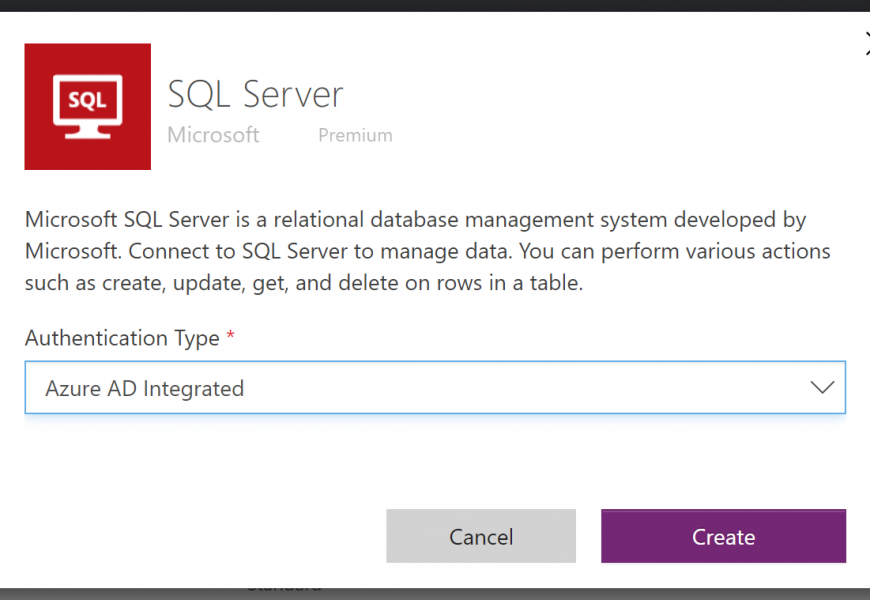 SQL
SQL Server
Microsoft Premium
Microsoft SQL Server is a relational database management system developed by
Microsoft. Connect to SQL Server to manage data. You can perform various actions
such as create, update, get, and delete on rows in a table.
Authentication Type *
Azure AD Integrated
Cancel Create
Standard